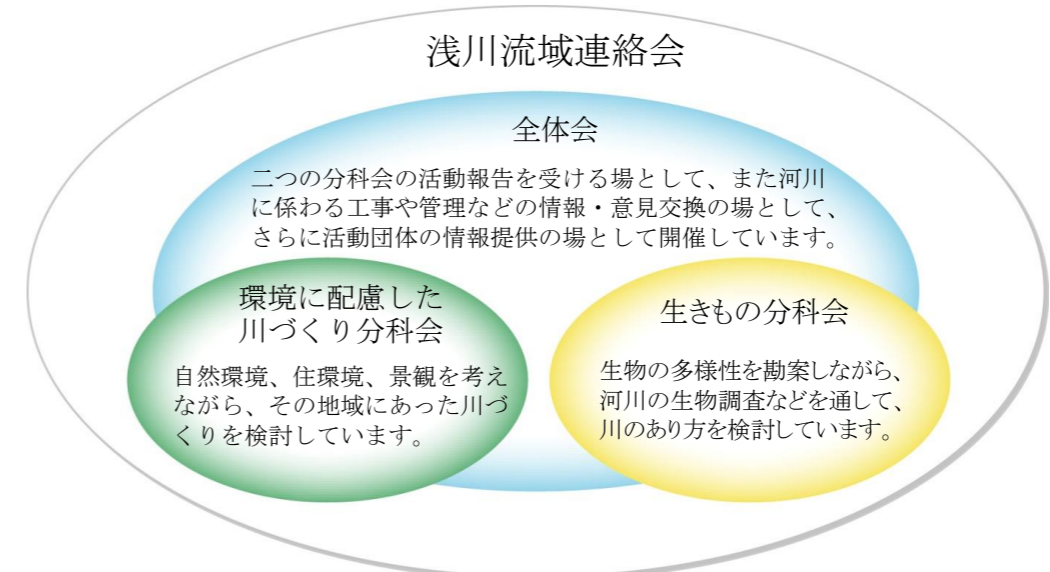 浅川流域連絡会
全体会
二つの分科会の活動報告を受ける場として、また河川
に係わる工事や管理などの情報・意見交換の場として、
さらに活動団体の情報提供の場として開催しています。
環境に配慮した
川づくり分科会
自然環境、住環境、景観を考え
ながら、その地域にあった川づ
くりを検討しています。
生きもの分科会
生物の多様性を勘案しながら、
河川の生物調査などを通して、
川のあり方を検討しています。